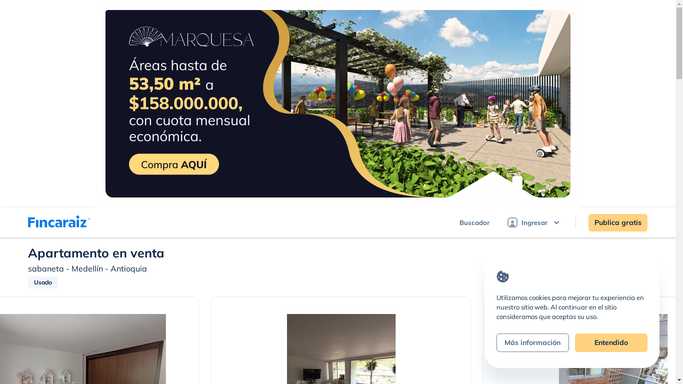 MARQUESA
Áreas hasta de
53,50 m² a
$158.000.000,
con cuota mensual
económica.
Compra AQUÍ
Fincaraiz
Buscador
Ingresar
Publica gratis
Apartamento en venta
sabaneta - Medellín - Antioquia
Usado
Utilizamos cookies para mejorar tu experiencia en
nuestro sitio web. Al continuar en el sitio
consideramos que aceptas su uso.
Más información
Entendido